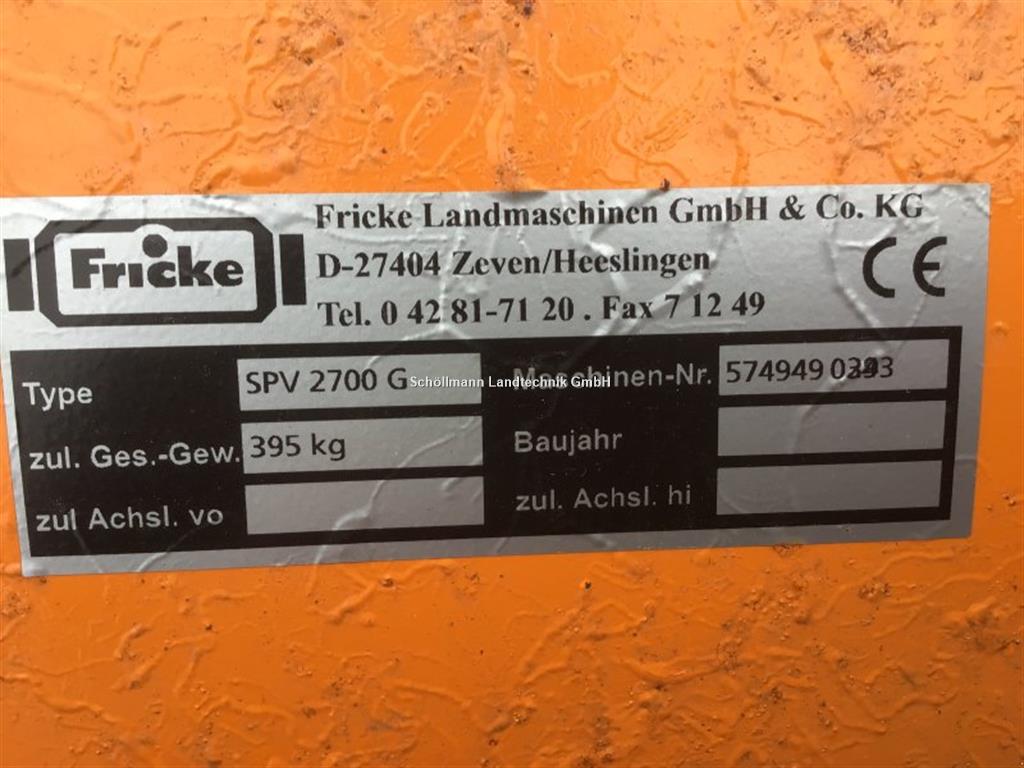 Fricke
Fricke Landmaschinen GmbH & Co. KG
D-27404 Zeven/Heeslingen
Tel. 0 42 81-71 20 . Fax 7 12 49
CE
Type SPV 2700 G
Maschinen-Nr. 574949
Schöllmann Landtechnik GmbH
zul. Ges.-Gew. 395 kg
Baujahr
zul Achsl. vo
zul. Achsl. hi